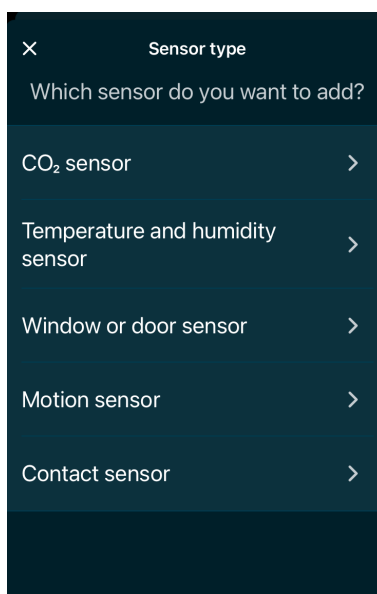 Sensor type
Which sensor do you want to add?
CO₂ sensor
Temperature and humidity
sensor
Window or door sensor
Motion sensor
Contact sensor